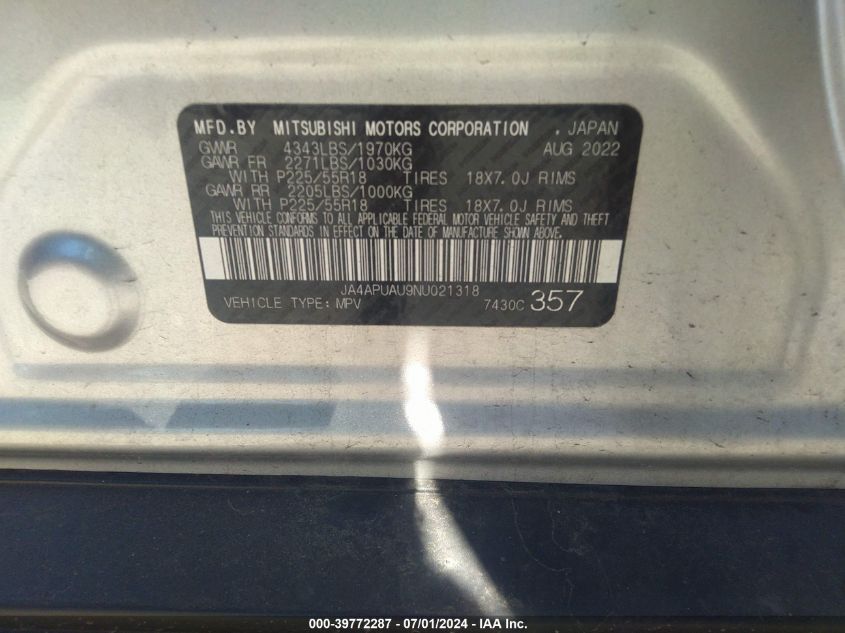 MFD.BY MITSUBISHI MOTORS CORPORATION . JAPAN
GVWR 4343LBS/1970KG AUG 2022
GAWR FR 2271LBS/1030KG
WITH P225/55R18 TIRES 18X7.0J RIMS
GAWR RR 2205LBS/1000KG
WITH P225/55R18 TIRES 18X7.0J RIMS
THIS VEHICLE CONFORMS TO ALL APPLICABLE FEDERAL MOTOR VEHICLE SAFETY AND THEFT
PREVENTION STANDARDS IN EFFECT ON THE DATE OF MANUFACTURE SHOWN ABOVE.
JA4APUAU9NU021318
VEHICLE TYPE: MPV 7430C 357
000-39772287 - 07/01/2024 - IAA Inc.